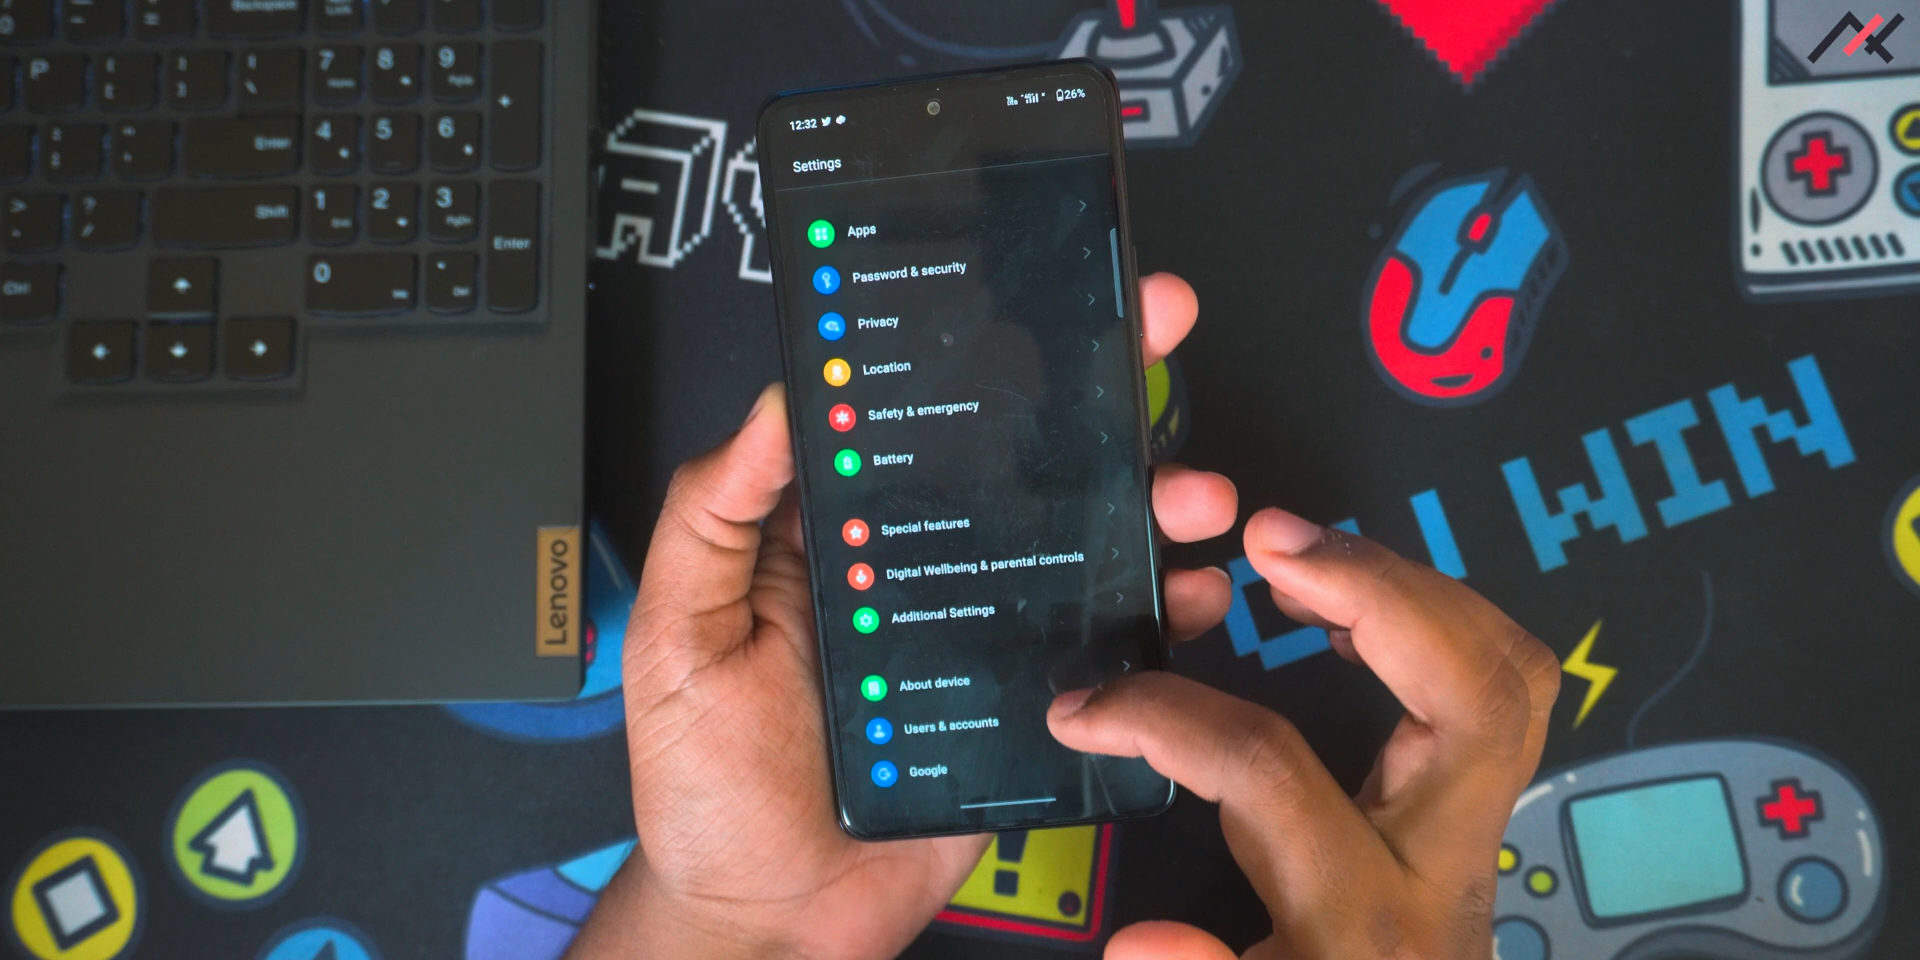 Backspace
P
7
8
9
+
Enter
4
5
6
Shift
1
2
3
Enter
Ctrl
0
Lenovo
12:32
26%
Settings
Apps
Password & security
Privacy
Location
Safety & emergency
Battery
Special features
Digital Wellbeing & parental controls
Additional Settings
About device
Users & accounts
Google
WIN